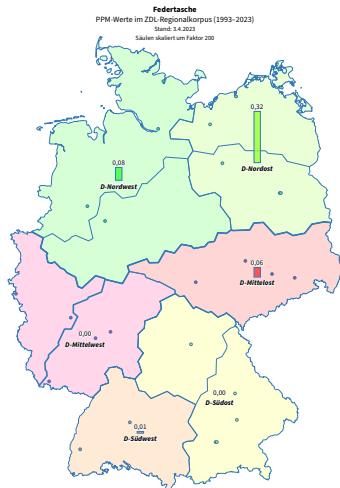 Federtasche
PPM-Werte im ZDL-Regionalkorpus (1993–2023)
Stand: 3.4.2023
Säulen skaliert um Faktor 200
0,32
D-Nordost
0,08
D-Nordwest
0,06
D-Mittelost
0,00
D-Mittelwest
0,00
D-Südost
0,01
D-Südwest